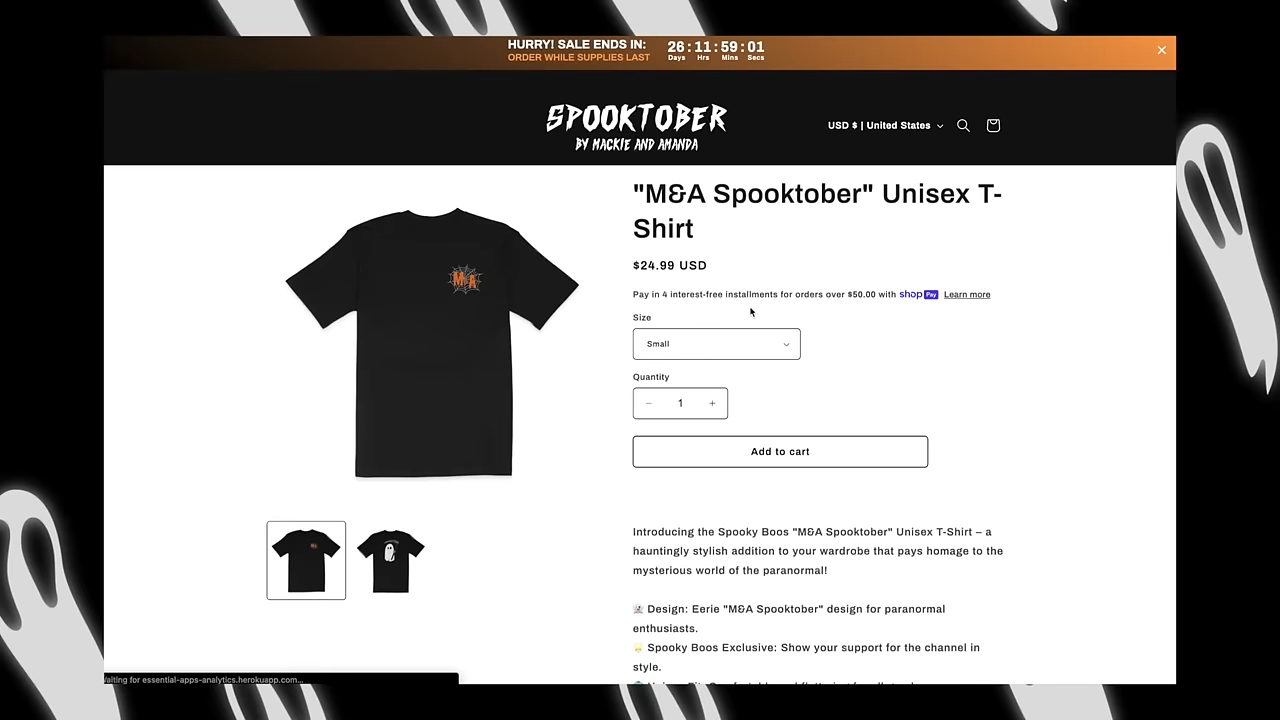 HURRY! SALE ENDS IN:
ORDER WHILE SUPPLIES LAST
26 : 11 : 59 : 01
Days Hrs Mins Secs
SPOOKTOBER
BY MACKIE AND AMANDA
USD $ | United States
"M&A Spooktober" Unisex T-
Shirt
$24.99 USD
Pay in 4 interest-free installments for orders over $50.00 with shop Pay Learn more
Size
Small
Quantity
− 1 +
Add to cart
M A
Introducing the Spooky Boos "M&A Spooktober" Unisex T-Shirt – a
hauntingly stylish addition to your wardrobe that pays homage to the
mysterious world of the paranormal!
Design: Eerie "M&A Spooktober" design for paranormal
enthusiasts.
Spooky Boos Exclusive: Show your support for the channel in
style.
Waiting for essential-apps-analytics.herokuapp.com...